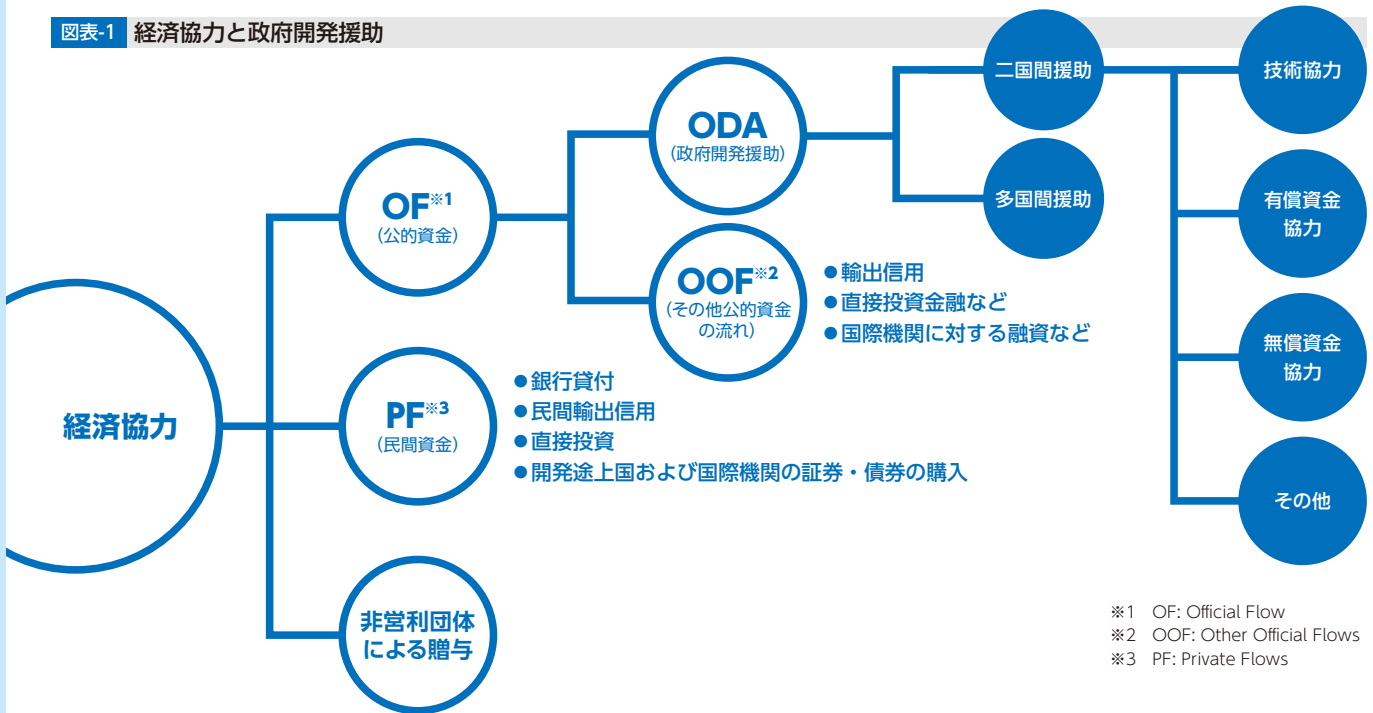 図表-1 経済協力と政府開発援助
経済協力
OF※1
(公的資金)
PF※3
(民間資金)
●銀行貸付
●民間輸出信用
●直接投資
●開発途上国および国際機関の証券・債券の購入
非営利団体
による贈与
ODA
(政府開発援助)
OOF※2
(その他公的資金
の流れ)
●輸出信用
●直接投資金融など
●国際機関に対する融資など
二国間援助
多国間援助
技術協力
有償資金
協力
無償資金
協力
その他
※1 OF: Official Flow
※2 OOF: Other Official Flows
※3 PF: Private Flows